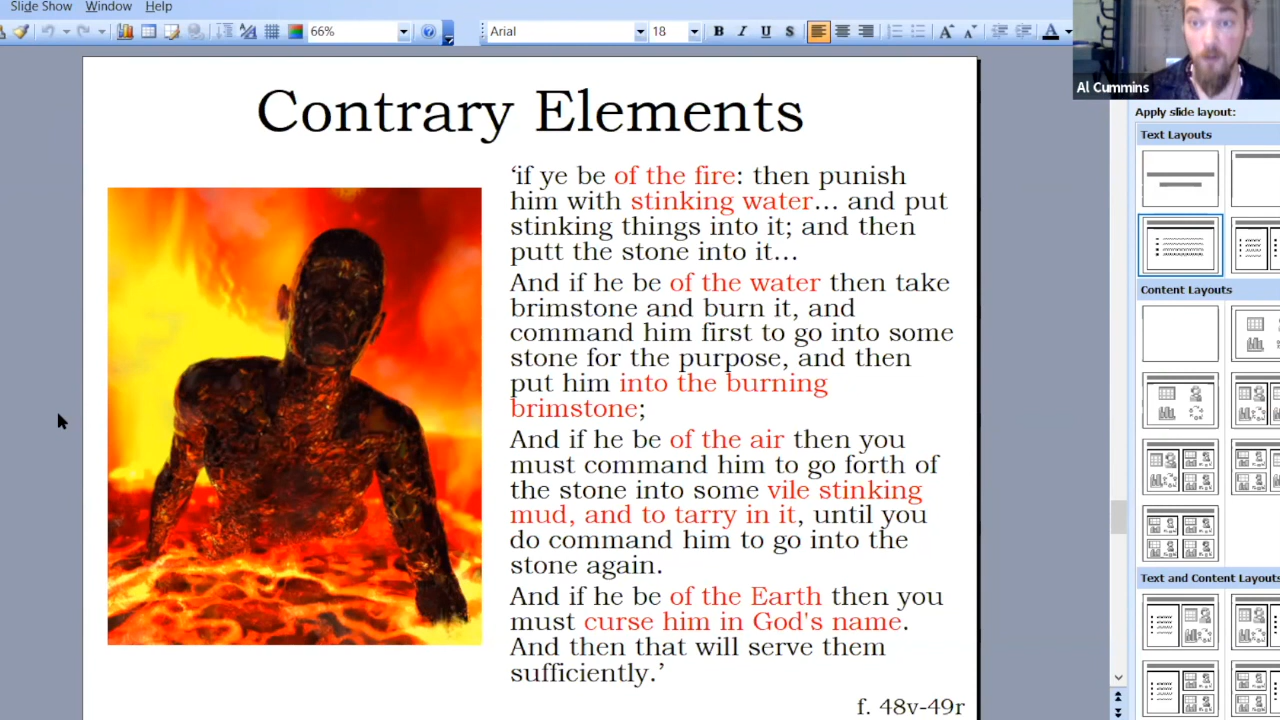 Slide Show Window Help
66%
Arial
18
B I U S
A
Al Cummins
Apply slide layout:
Text Layouts
Content Layouts
Text and Content Layouts
Contrary Elements
‘if ye be of the fire: then punish
him with stinking water... and put
stinking things into it; and then
putt the stone into it...
And if he be of the water then take
brimstone and burn it, and
command him first to go into some
stone for the purpose, and then
put him into the burning
brimstone;
And if he be of the air then you
must command him to go forth of
the stone into some vile stinking
mud, and to tarry in it, until you
do command him to go into the
stone again.
And if he be of the Earth then you
must curse him in God's name.
And then that will serve them
sufficiently.’
f. 48v-49r